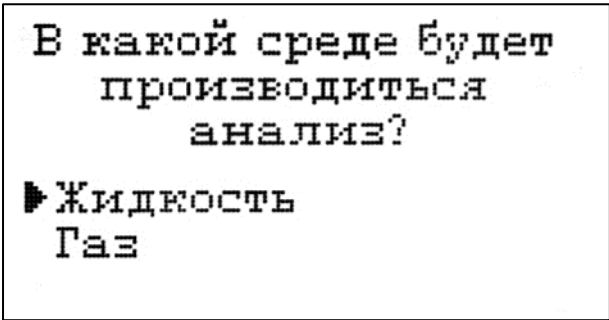 В какой среде будет
производиться
анализ?
Жидкость
Газ